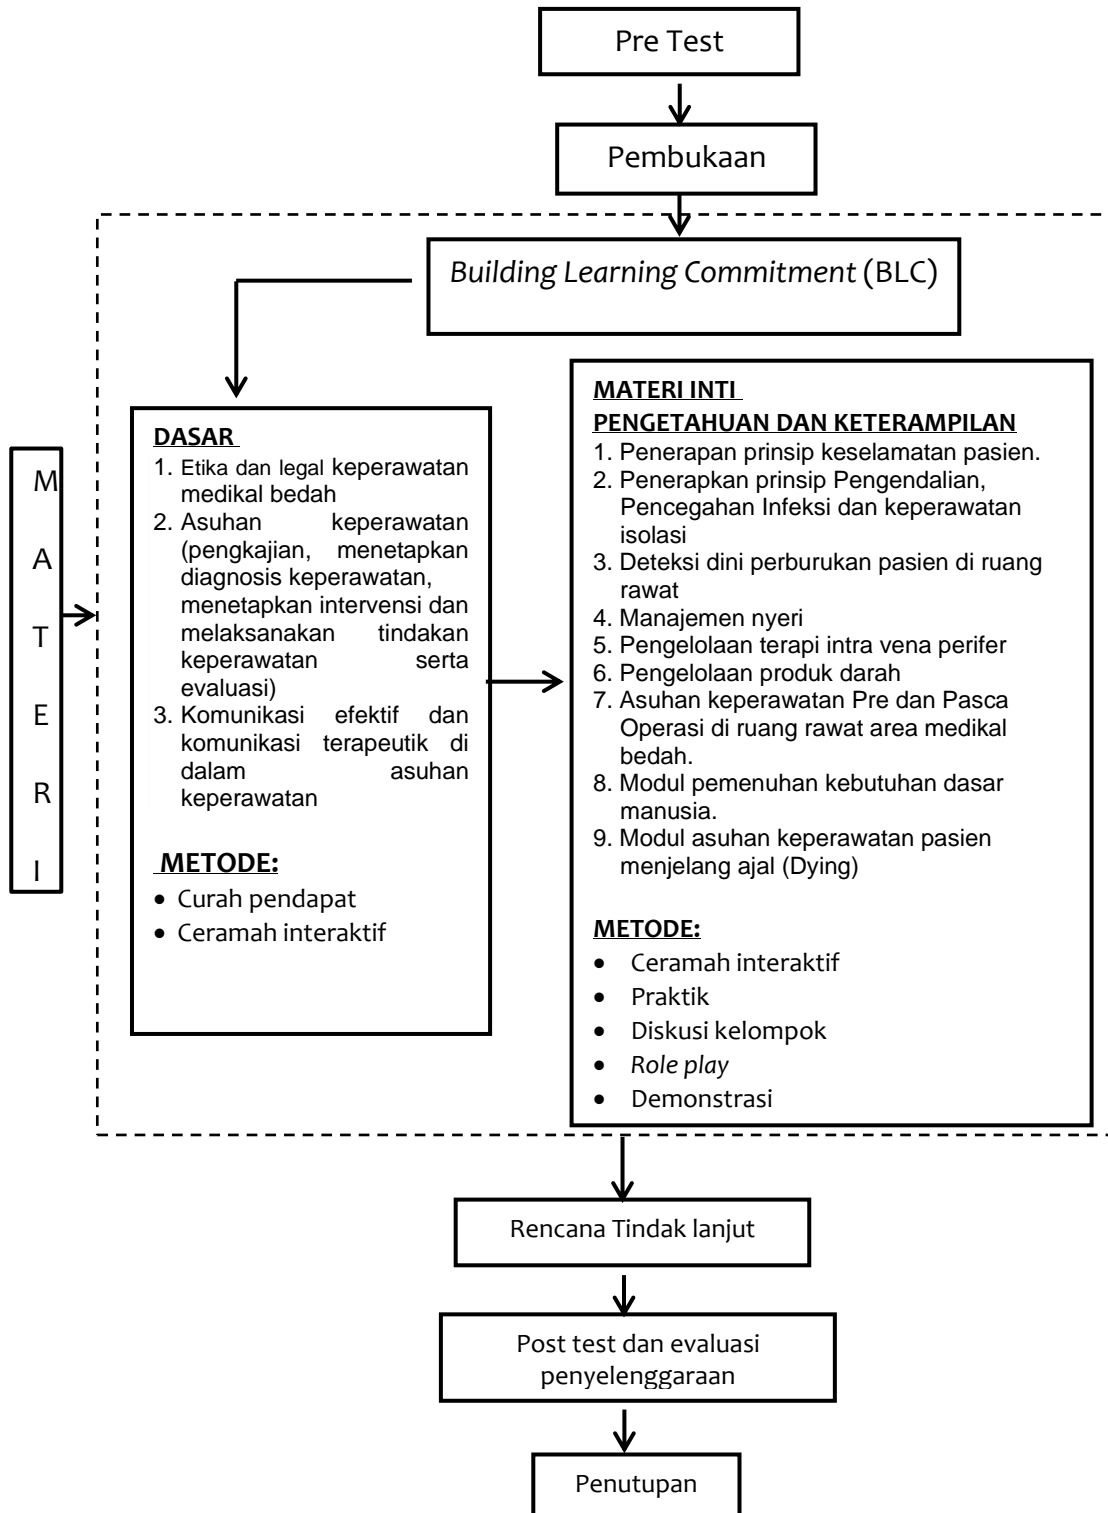 Pre Test
Pembukaan
Building Learning Commitment (BLC)
M
A
T
E
R
I
DASAR
1. Etika dan legal keperawatan
medikal bedah
2. Asuhan keperawatan
(pengkajian, menetapkan
diagnosis keperawatan,
menetapkan intervensi dan
melaksanakan tindakan
keperawatan serta
evaluasi)
3. Komunikasi efektif dan
komunikasi terapeutik di
dalam asuhan
keperawatan
METODE:
• Curah pendapat
• Ceramah interaktif
MATERI INTI
PENGETAHUAN DAN KETERAMPILAN
1. Penerapan prinsip keselamatan pasien.
2. Penerapkan prinsip Pengendalian,
Pencegahan Infeksi dan keperawatan
isolasi
3. Deteksi dini perburukan pasien di ruang
rawat
4. Manajemen nyeri
5. Pengelolaan terapi intra vena perifer
6. Pengelolaan produk darah
7. Asuhan keperawatan Pre dan Pasca
Operasi di ruang rawat area medikal
bedah.
8. Modul pemenuhan kebutuhan dasar
manusia.
9. Modul asuhan keperawatan pasien
menjelang ajal (Dying)
METODE:
• Ceramah interaktif
• Praktik
• Diskusi kelompok
• Role play
• Demonstrasi
Rencana Tindak lanjut
Post test dan evaluasi
penyelenggaraan
Penutupan